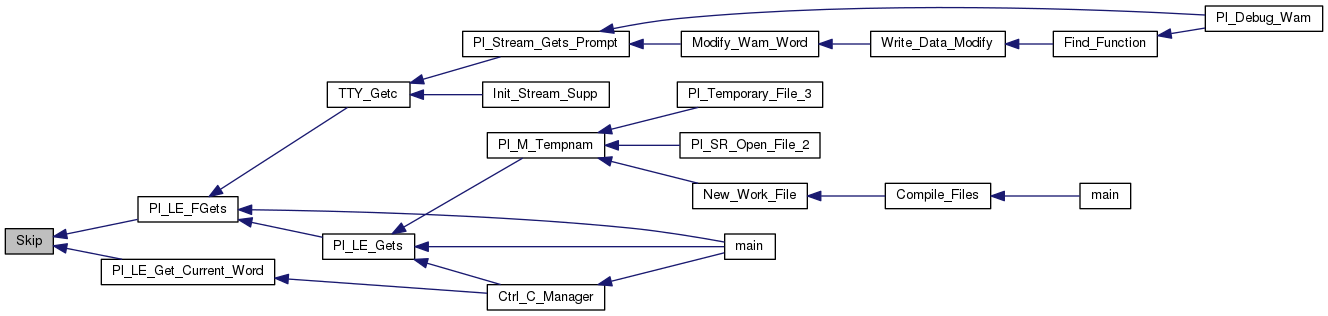 Pl_Debug_Wam
Pl_Stream_Gets_Prompt
Modify_Wam_Word
Write_Data_Modify
Find_Function
TTY_Getc
Init_Stream_Supp
Pl_Temporary_File_3
Pl_M_Tempnam
Pl_SR_Open_File_2
New_Work_File
Compile_Files
main
Pl_LE_FGets
Skip
Pl_LE_Gets
main
Pl_LE_Get_Current_Word
Ctrl_C_Manager